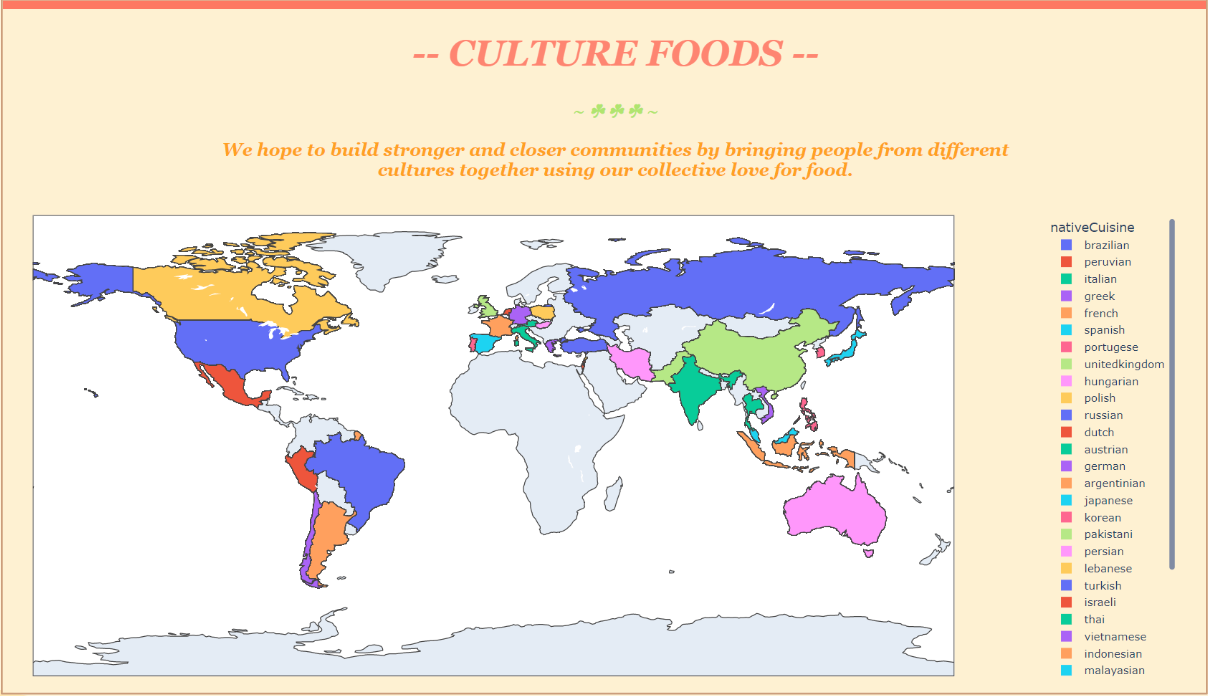 -- CULTURE FOODS --
~ ☘☘☘ ~
We hope to build stronger and closer communities by bringing people from different
cultures together using our collective love for food.
nativeCuisine
brazilian
peruvian
italian
greek
french
spanish
portugese
unitedkingdom
hungarian
polish
russian
dutch
austrian
german
argentinian
japanese
korean
pakistani
persian
lebanese
turkish
israeli
thai
vietnamese
indonesian
malayasian